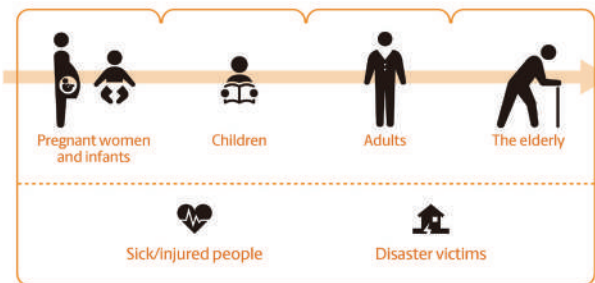 Pregnant women
and infants
Children
Adults
The elderly
Sick/injured people
Disaster victims